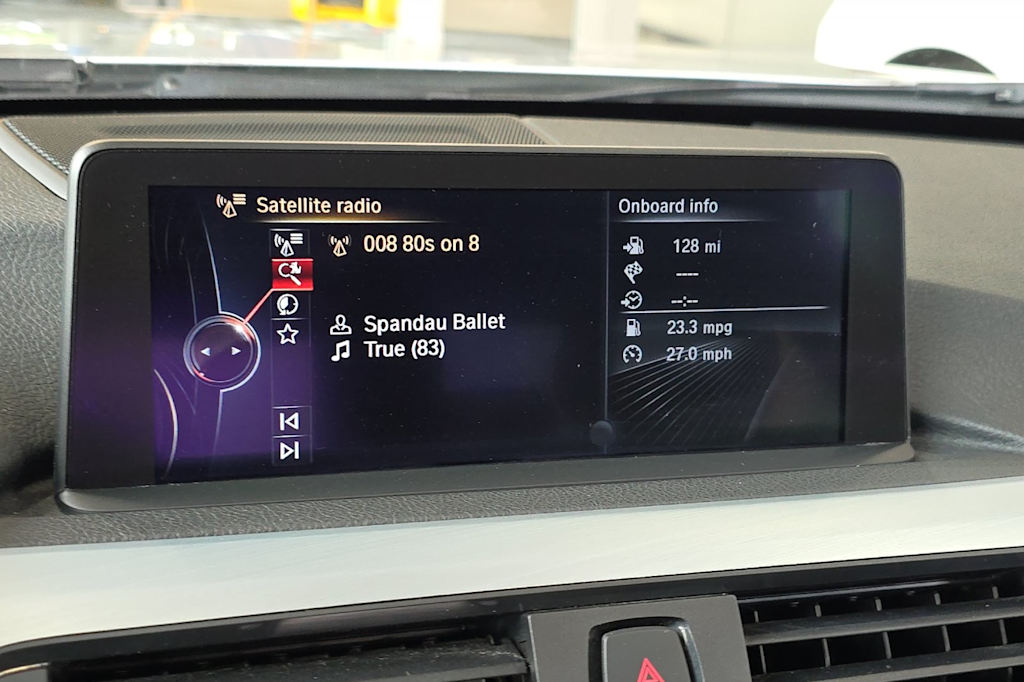 Satellite radio
008 80s on 8
Spandau Ballet
True (83)
Onboard info
128 mi
----
--:--
23.3 mpg
27.0 mph